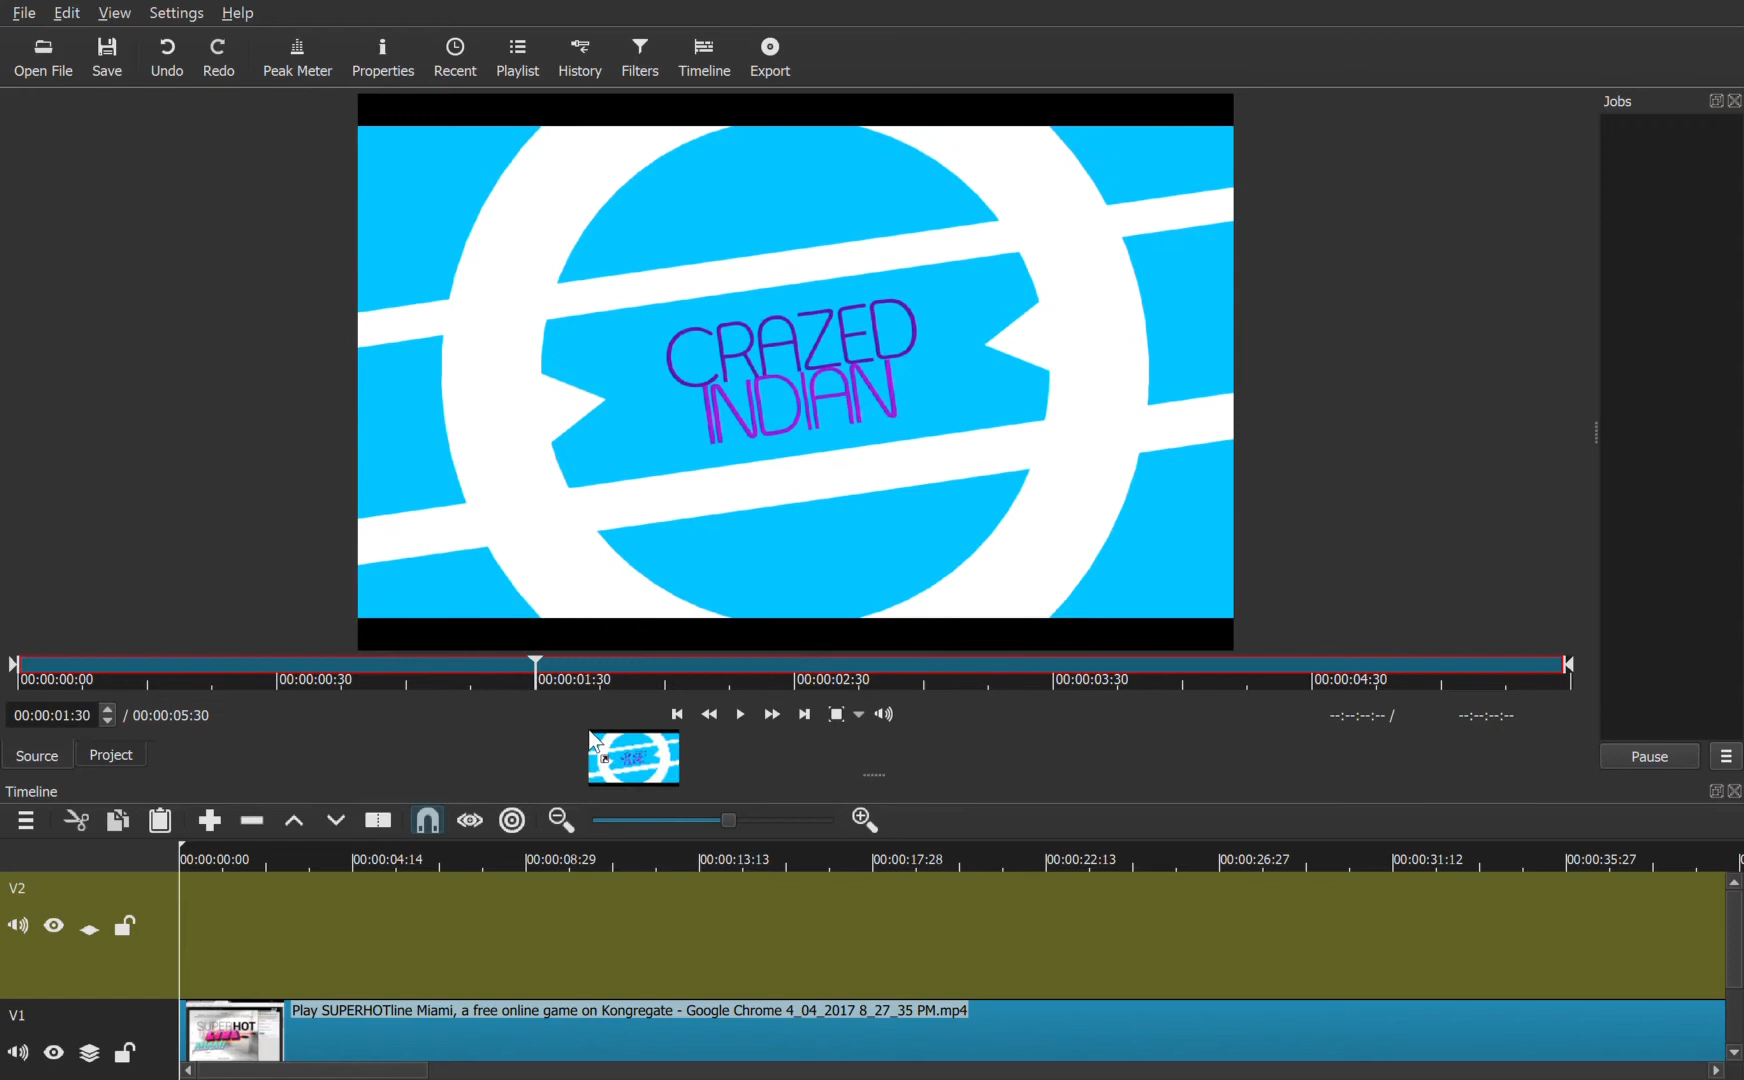 File Edit View Settings Help
Open File Save Undo Redo Peak Meter Properties Recent Playlist History Filters Timeline Export
Jobs
CRAZED
INDIAN
00:00:00:00 00:00:00:30 00:00:01:30 00:00:02:30 00:00:03:30 00:00:04:30
00:00:01:30 / 00:00:05:30 --:--:--:-- / --:--:--:--
Source Project Pause
Timeline
00:00:00:00 00:00:04:14 00:00:08:29 00:00:13:13 00:00:17:28 00:00:22:13 00:00:26:27 00:00:31:12 00:00:35:27
V2
V1 Play SUPERHOTline Miami, a free online game on Kongregate - Google Chrome 4_04_2017 8_27_35 PM.mp4
SUPERHOT